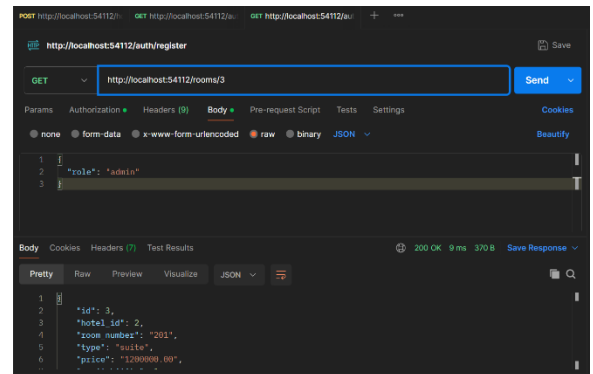 POST http://localhost:54112/h GET http://localhost:54112/au GET http://localhost:54112/au + •••
HTTP http://localhost:54112/auth/register Save
GET http://localhost:54112/rooms/3 Send
Params Authorization Headers (9) Body Pre-request Script Tests Settings Cookies
none form-data x-www-form-urlencoded raw binary JSON Beautify
1 {
2 "role": "admin"
3 }
Body Cookies Headers (7) Test Results 200 OK 9 ms 370 B Save Response
Pretty Raw Preview Visualize JSON
1 {
2 "id": 3,
3 "hotel_id": 2,
4 "room_number": "201",
5 "type": "suite",
6 "price": "1200000.00",